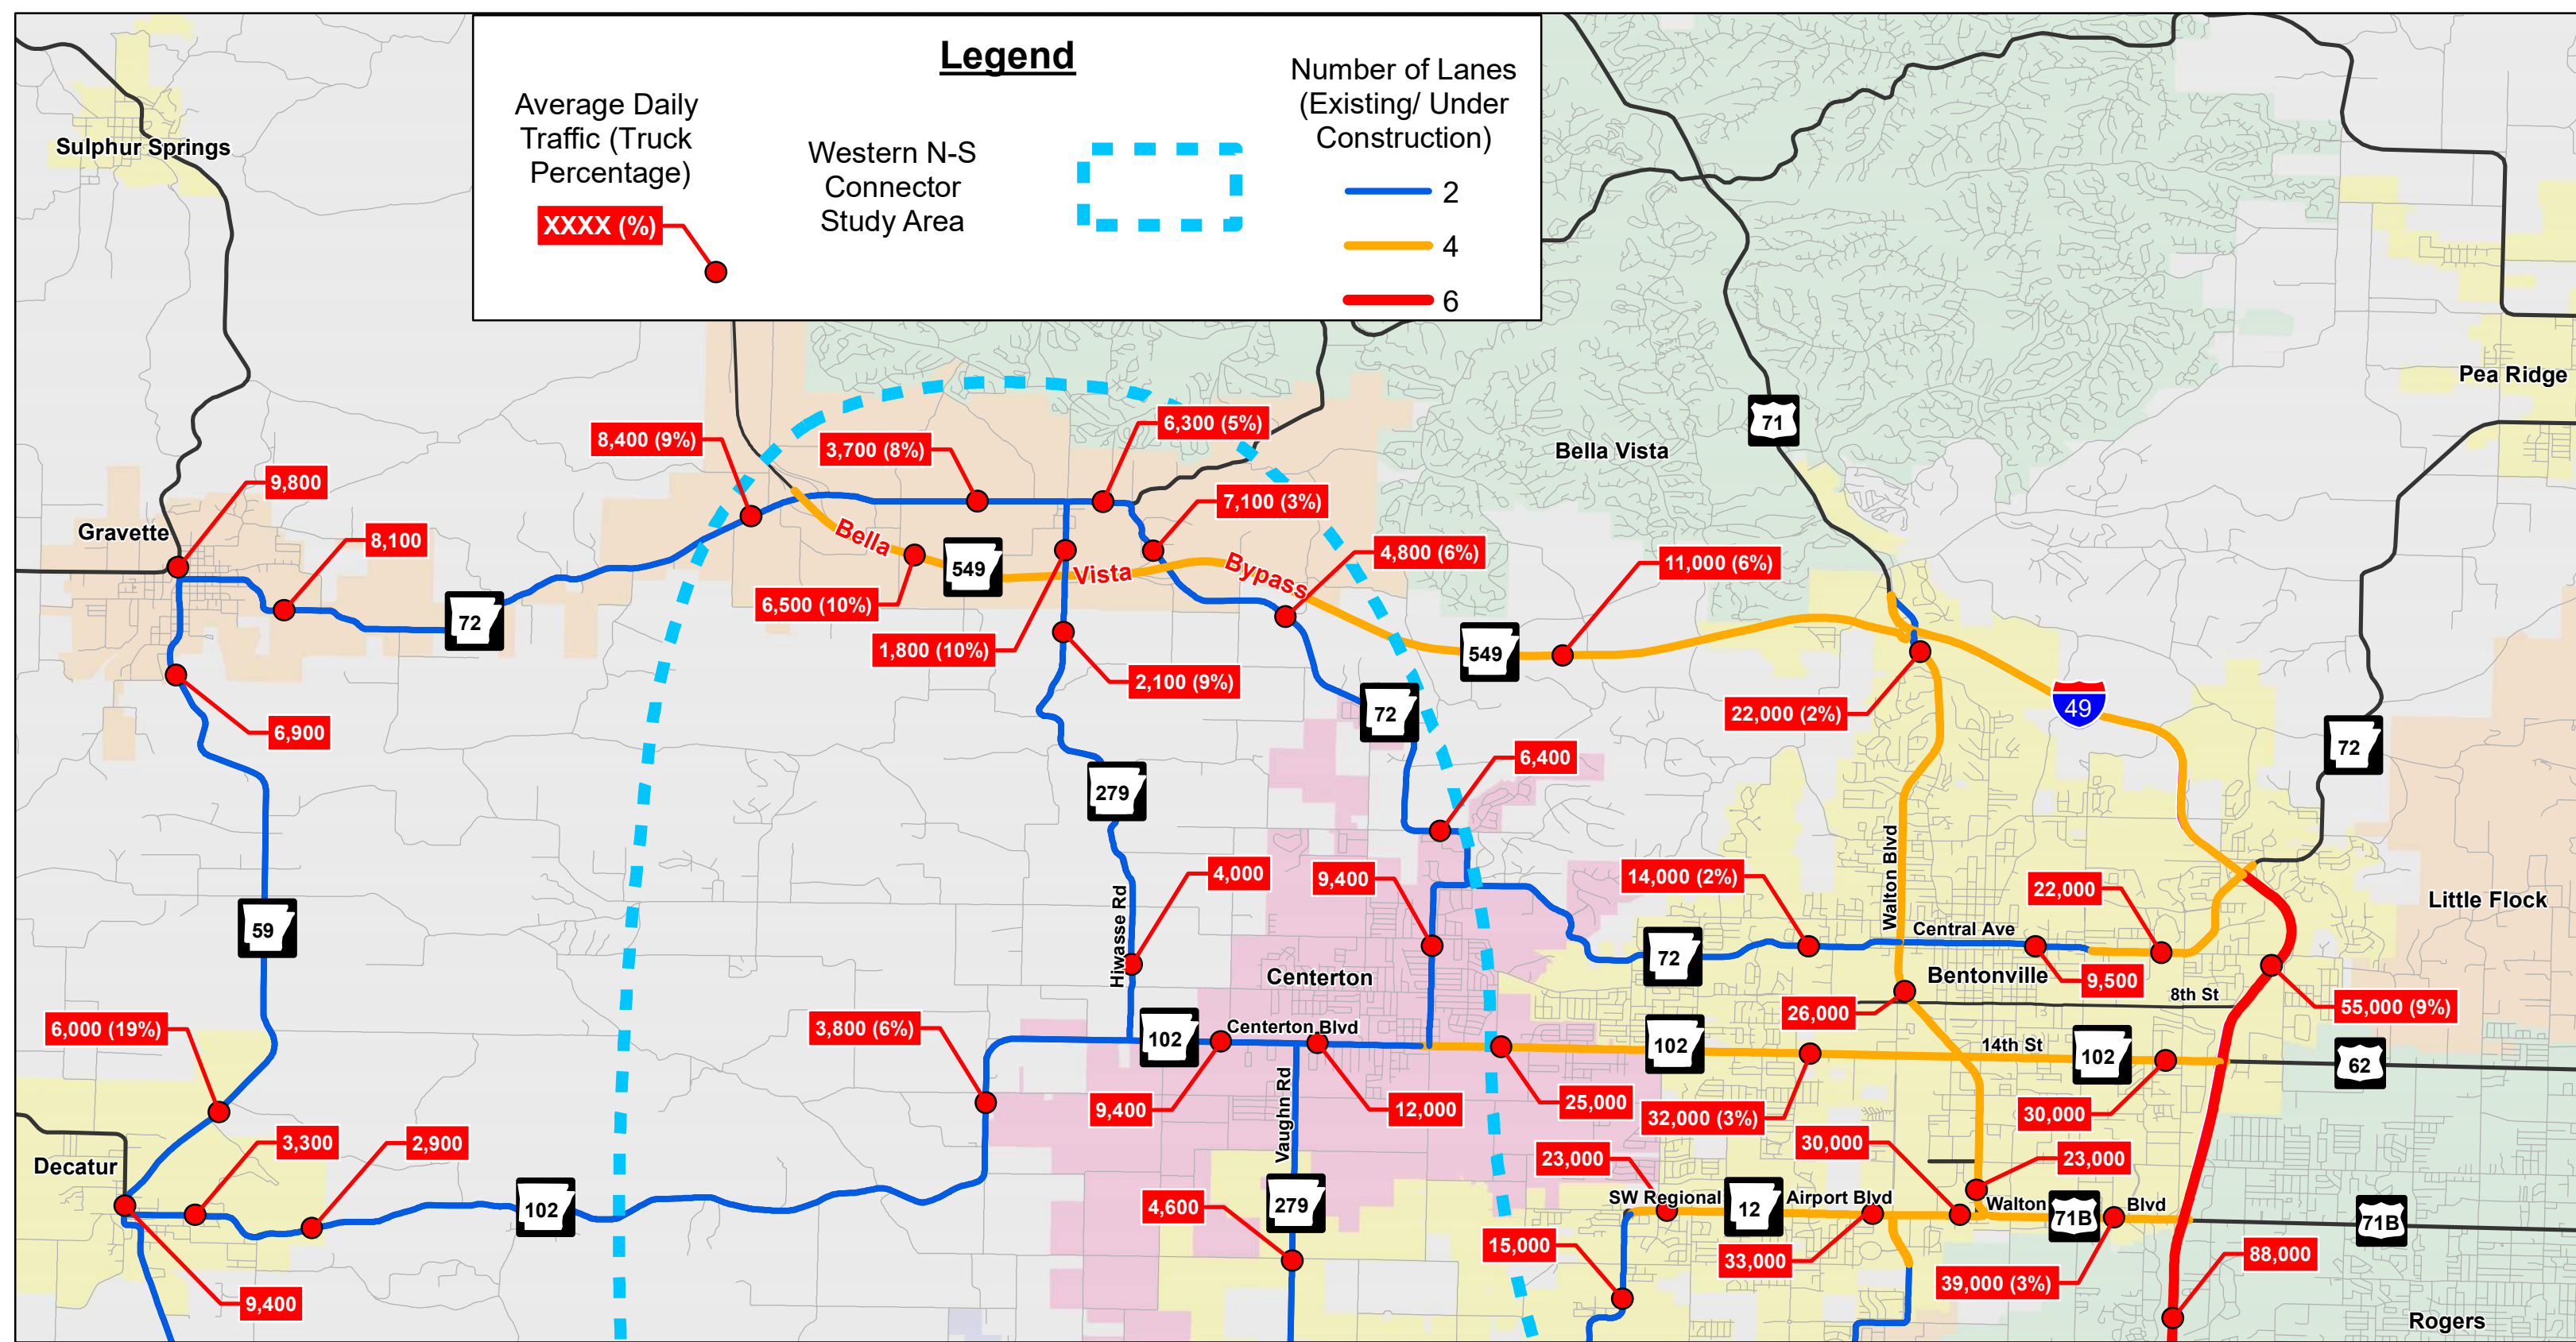 Legend
Average Daily
Traffic (Truck
Percentage)
XXXX (%)
Western N-S
Connector
Study Area
Number of Lanes
(Existing/ Under
Construction)
2
4
6
Sulphur Springs
Pea Ridge
71
Bella Vista
6,300 (5%)
8,400 (9%)
3,700 (8%)
9,800
7,100 (3%)
Gravette
8,100
Bella
Vista
Bypass
4,800 (6%)
11,000 (6%)
549
6,500 (10%)
72
1,800 (10%)
549
2,100 (9%)
6,900
72
22,000 (2%)
49
72
6,400
279
Walton Blvd
4,000
9,400
14,000 (2%)
22,000
Little Flock
59
Hiwasse Rd
Central Ave
72
Centerton
Bentonville
9,500
8th St
26,000
55,000 (9%)
6,000 (19%)
3,800 (6%)
102
Centerton Blvd
102
14th St
102
62
9,400
12,000
25,000
32,000 (3%)
30,000
Vaughn Rd
3,300
2,900
30,000
23,000
23,000
Decatur
102
4,600
279
SW Regional
12
Airport Blvd
Walton
71B
Blvd
71B
15,000
33,000
39,000 (3%)
88,000
9,400
Rogers